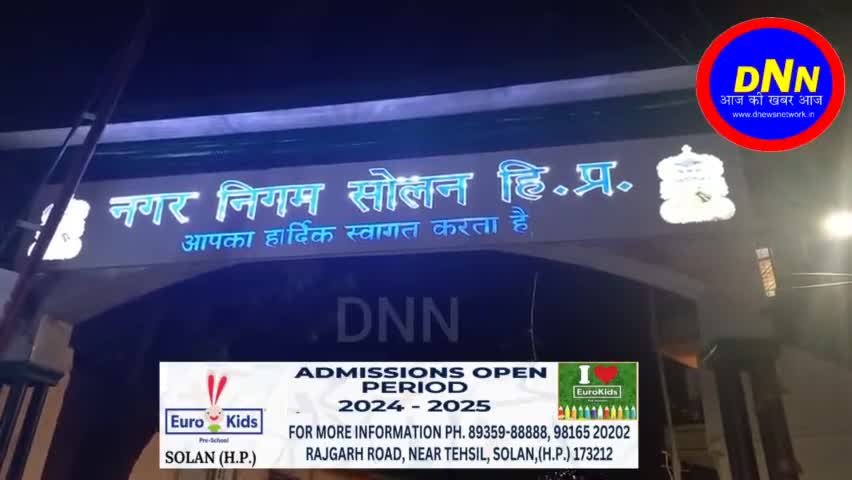 DNN
आज की खबर आज
www.dnewsnetwork.in
नगर निगम सोलन हि.प्र.
आपका हार्दिक स्वागत करता है
DNN
ADMISSIONS OPEN
PERIOD
2024 - 2025
FOR MORE INFORMATION PH. 89359-88888, 98165 20202
RAJGARH ROAD, NEAR TEHSIL, SOLAN,(H.P.) 173212
Euro Kids
Pre-School
SOLAN (H.P.)
I
EuroKids